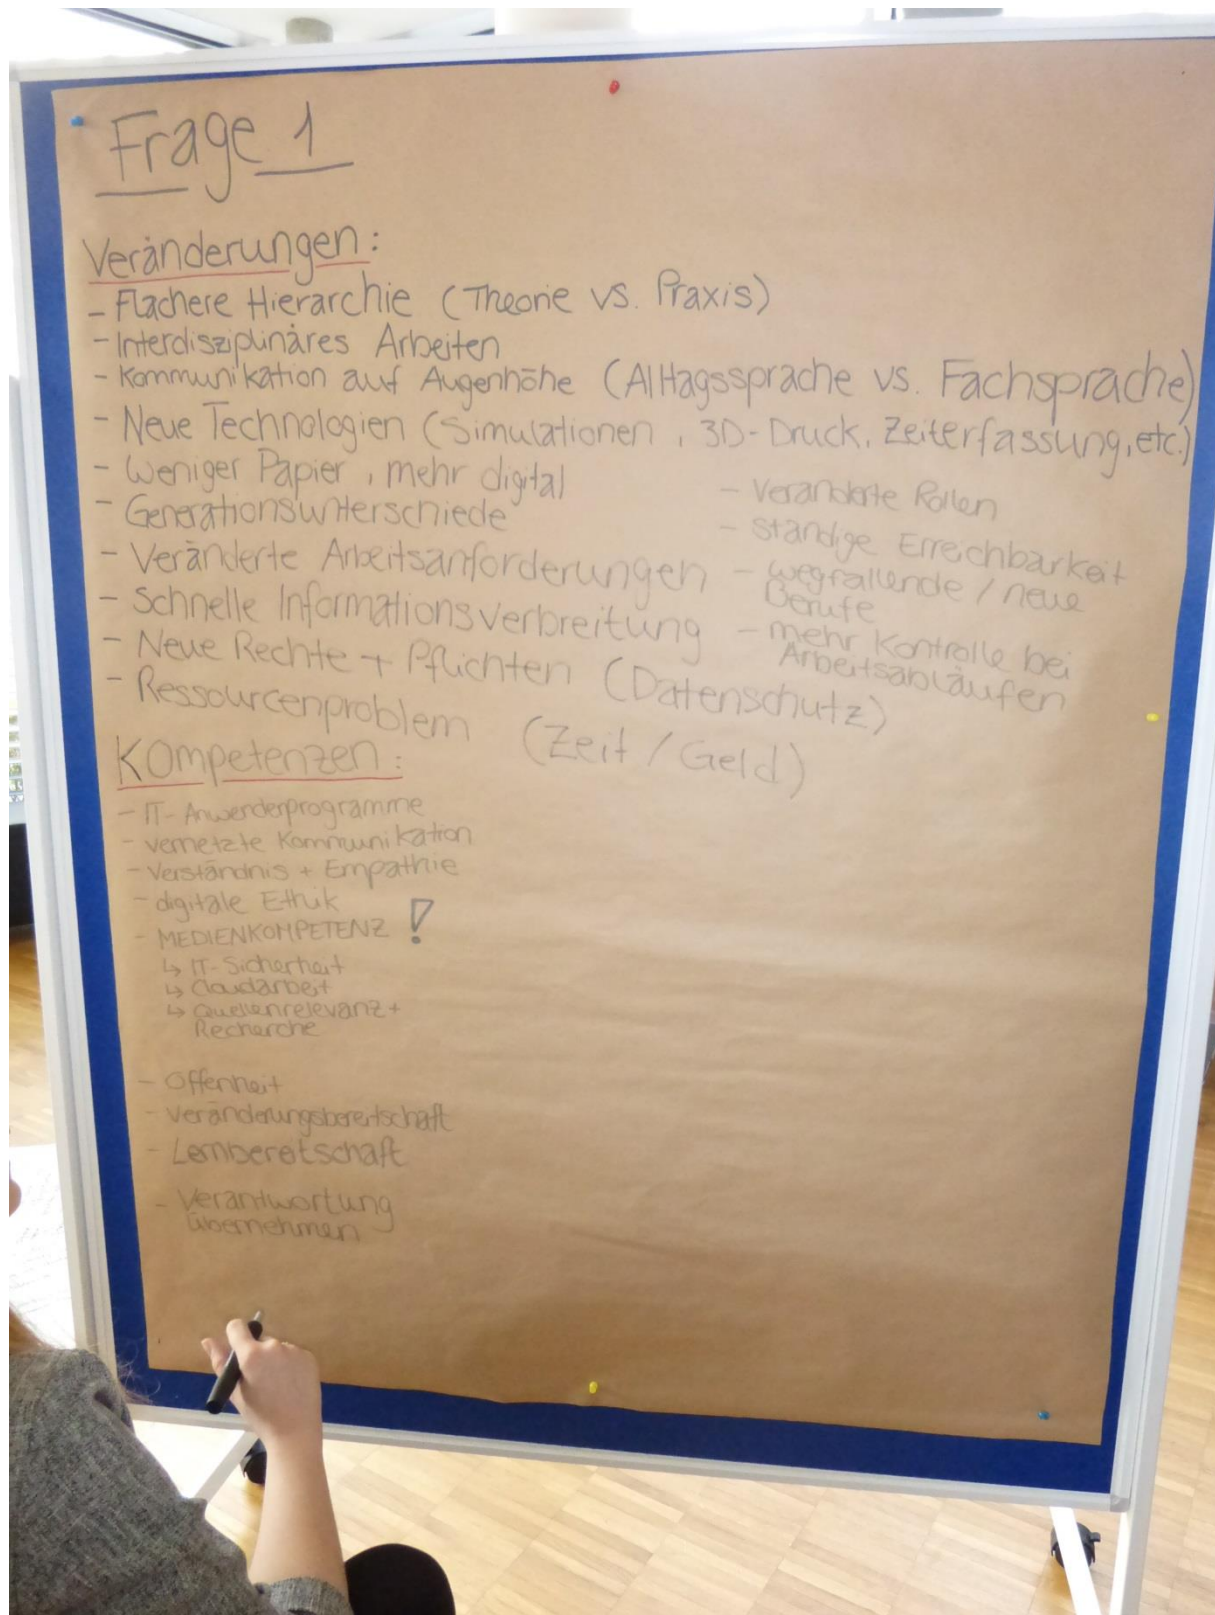 Frage 1
Veränderungen:
- Flachere Hierarchie (Theorie vs. Praxis)
- Interdisziplinäres Arbeiten
- Kommunikation auf Augenhöhe (Alltagssprache vs. Fachsprache)
- Neue Technologien (Simulationen, 3D-Druck, Zeiterfassung, etc.)
- Weniger Papier, mehr digital
- Generationsunterschiede
- Veränderte Arbeitsanforderungen
- Schnelle Informationsverbreitung
- Neue Rechte + Pflichten (Datenschutz)
- Ressourcenproblem (Zeit / Geld)
- Veränderte Rollen
- ständige Erreichbarkeit
- wegfallende / neue
Berufe
- mehr Kontrolle bei
Arbeitsabläufen
Kompetenzen:
- IT-Anwenderprogramme
- vernetzte Kommunikation
- Verständnis + Empathie
- digitale Ethik
- MEDIENKOMPETENZ !
↳ IT-Sicherheit
↳ Cloudarbeit
↳ Quellenrelevanz +
Recherche
- Offenheit
- Veränderungsbereitschaft
- Lernbereitschaft
- Verantwortung
übernehmen